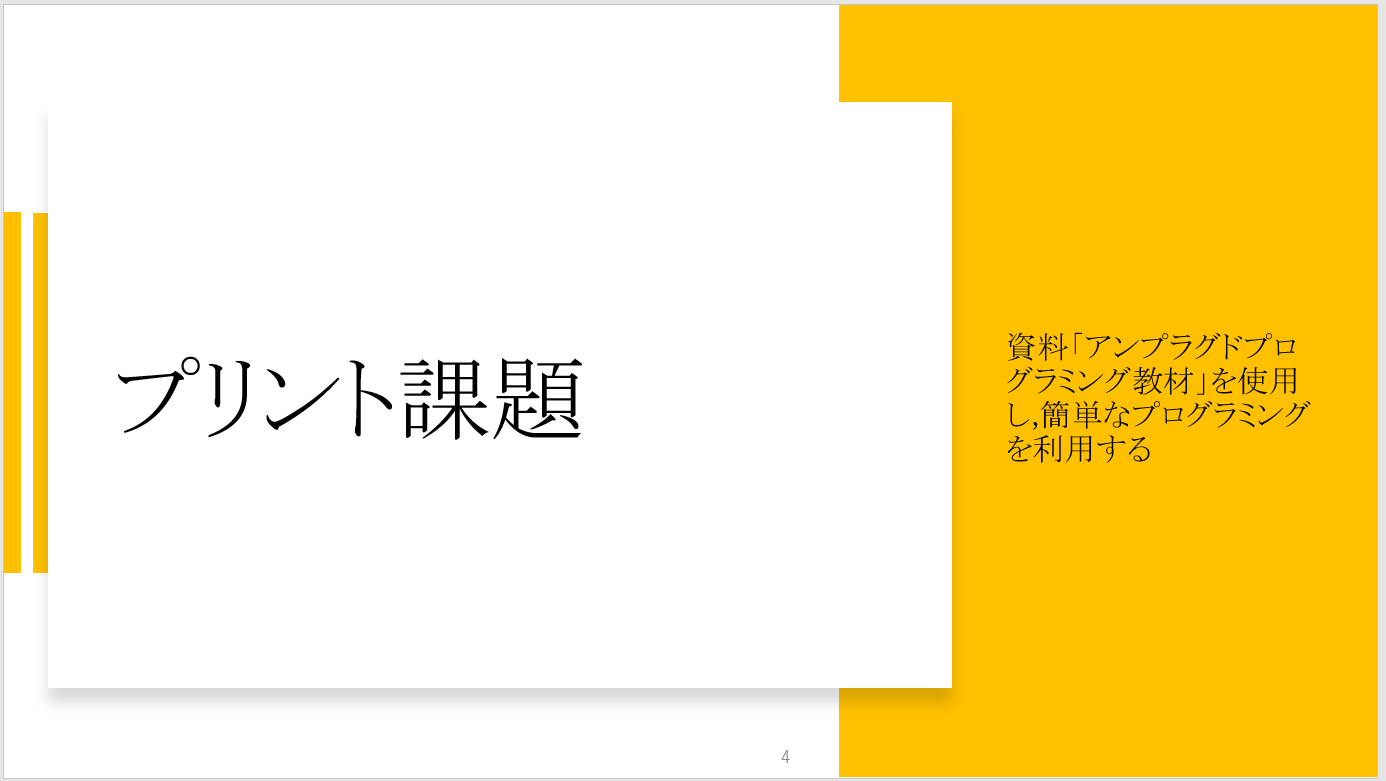 プリント課題
資料「アンプラグドプロ
グラミング教材」を使用
し,簡単なプログラミング
を利用する
4